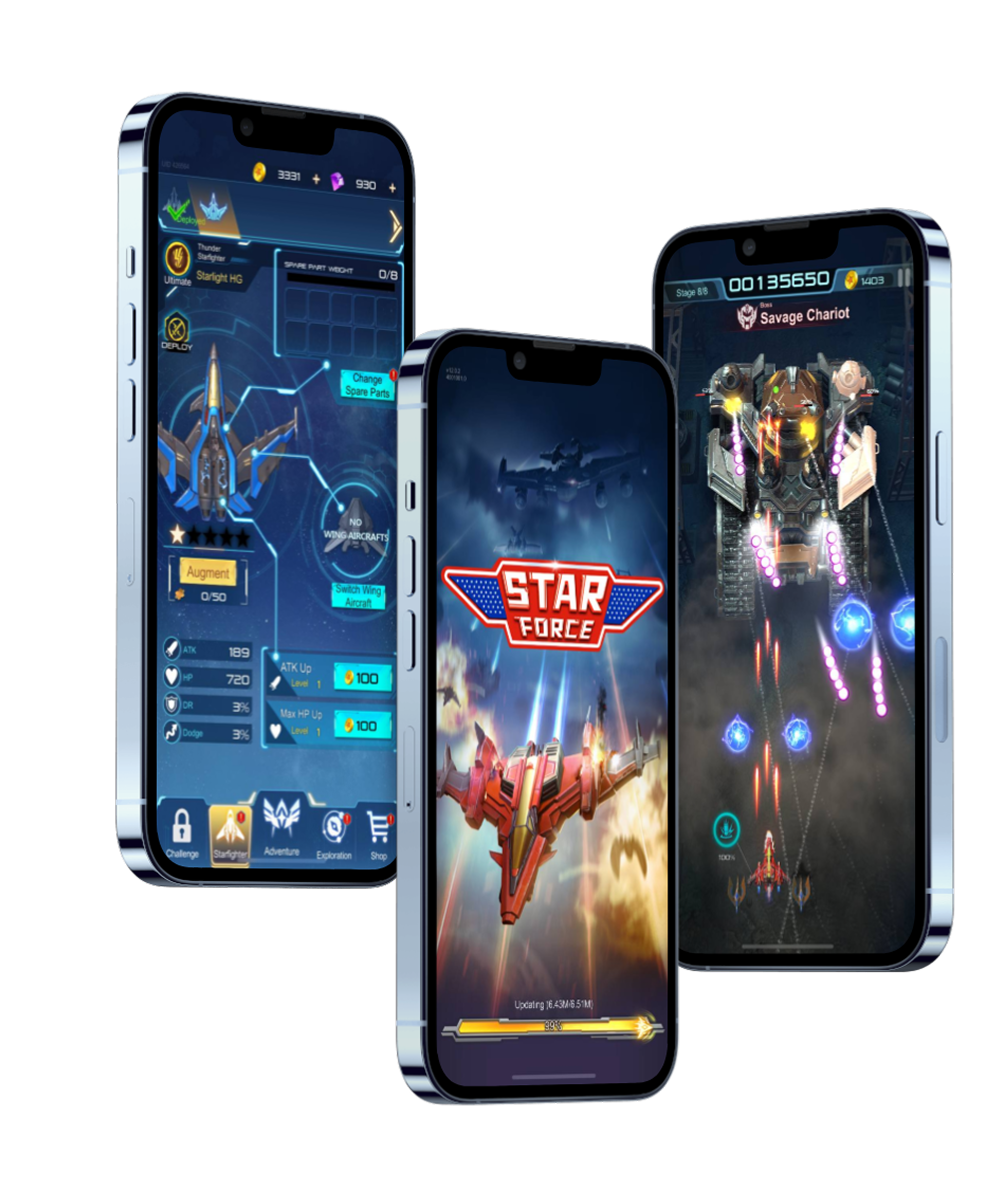 3331 + 930 +
Deployed
Thunder
Starfighter
Ultimate
Starlight HG
SPARE PART WEIGHT 0/8
DEPLOY
Change
Spare Parts
NO
WING AIRCRAFTS
Augment
0/50
Switch Wing
Aircraft
ATK 189
HP 720
DR 3%
Dodge 3%
ATK Up
Level 1
100
Max HP Up
Level 1
100
Challenge
Starfighter
Adventure
Exploration
Shop
STAR
FORCE
Updating (6.43M/6.51M)
Stage 8/8
00135650
1403
Boss
Savage Chariot
100%